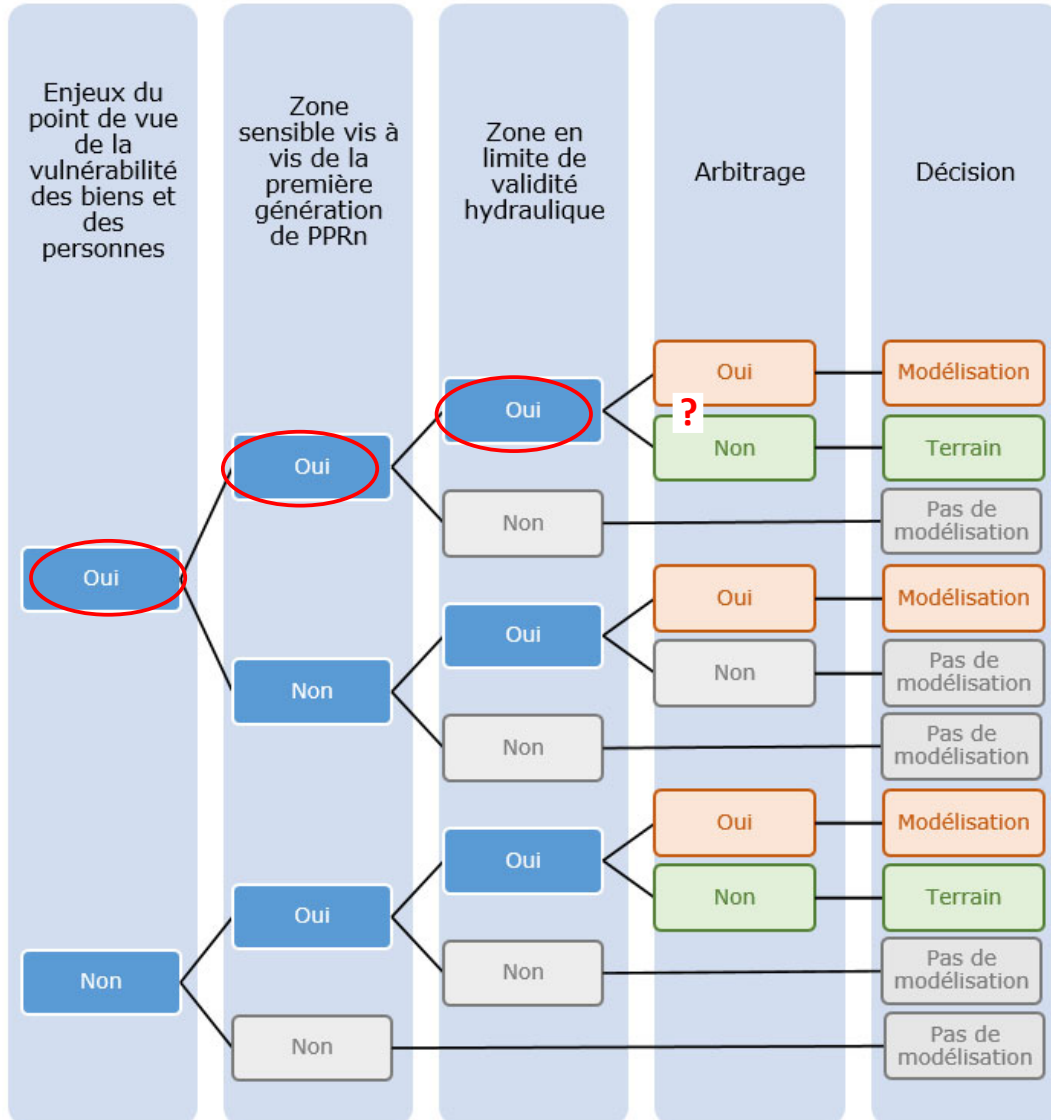 Enjeux du
point de vue
de la
vulnérabilité
des biens et
des
personnes
Zone
sensible vis à
vis de la
première
génération
de PPRn
Zone en
limite de
validité
hydraulique
Arbitrage
Décision
Oui
Modélisation
Oui
?
Non
Terrain
Oui
Non
Pas de
modélisation
Oui
Oui
Modélisation
Oui
Non
Pas de
modélisation
Non
Non
Pas de
modélisation
Oui
Modélisation
Oui
Non
Terrain
Oui
Non
Pas de
modélisation
Non
Non
Pas de
modélisation